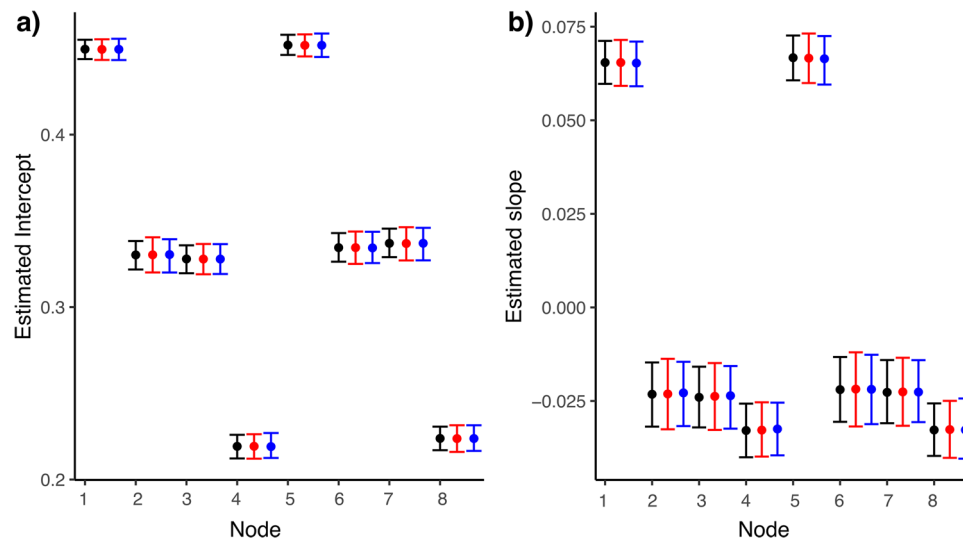 a)
Estimated Intercept
0.4
0.3
0.2
1 2 3 4 5 6 7 8
Node
b)
Estimated slope
0.075
0.050
0.025
0.000
−0.025
1 2 3 4 5 6 7 8
Node